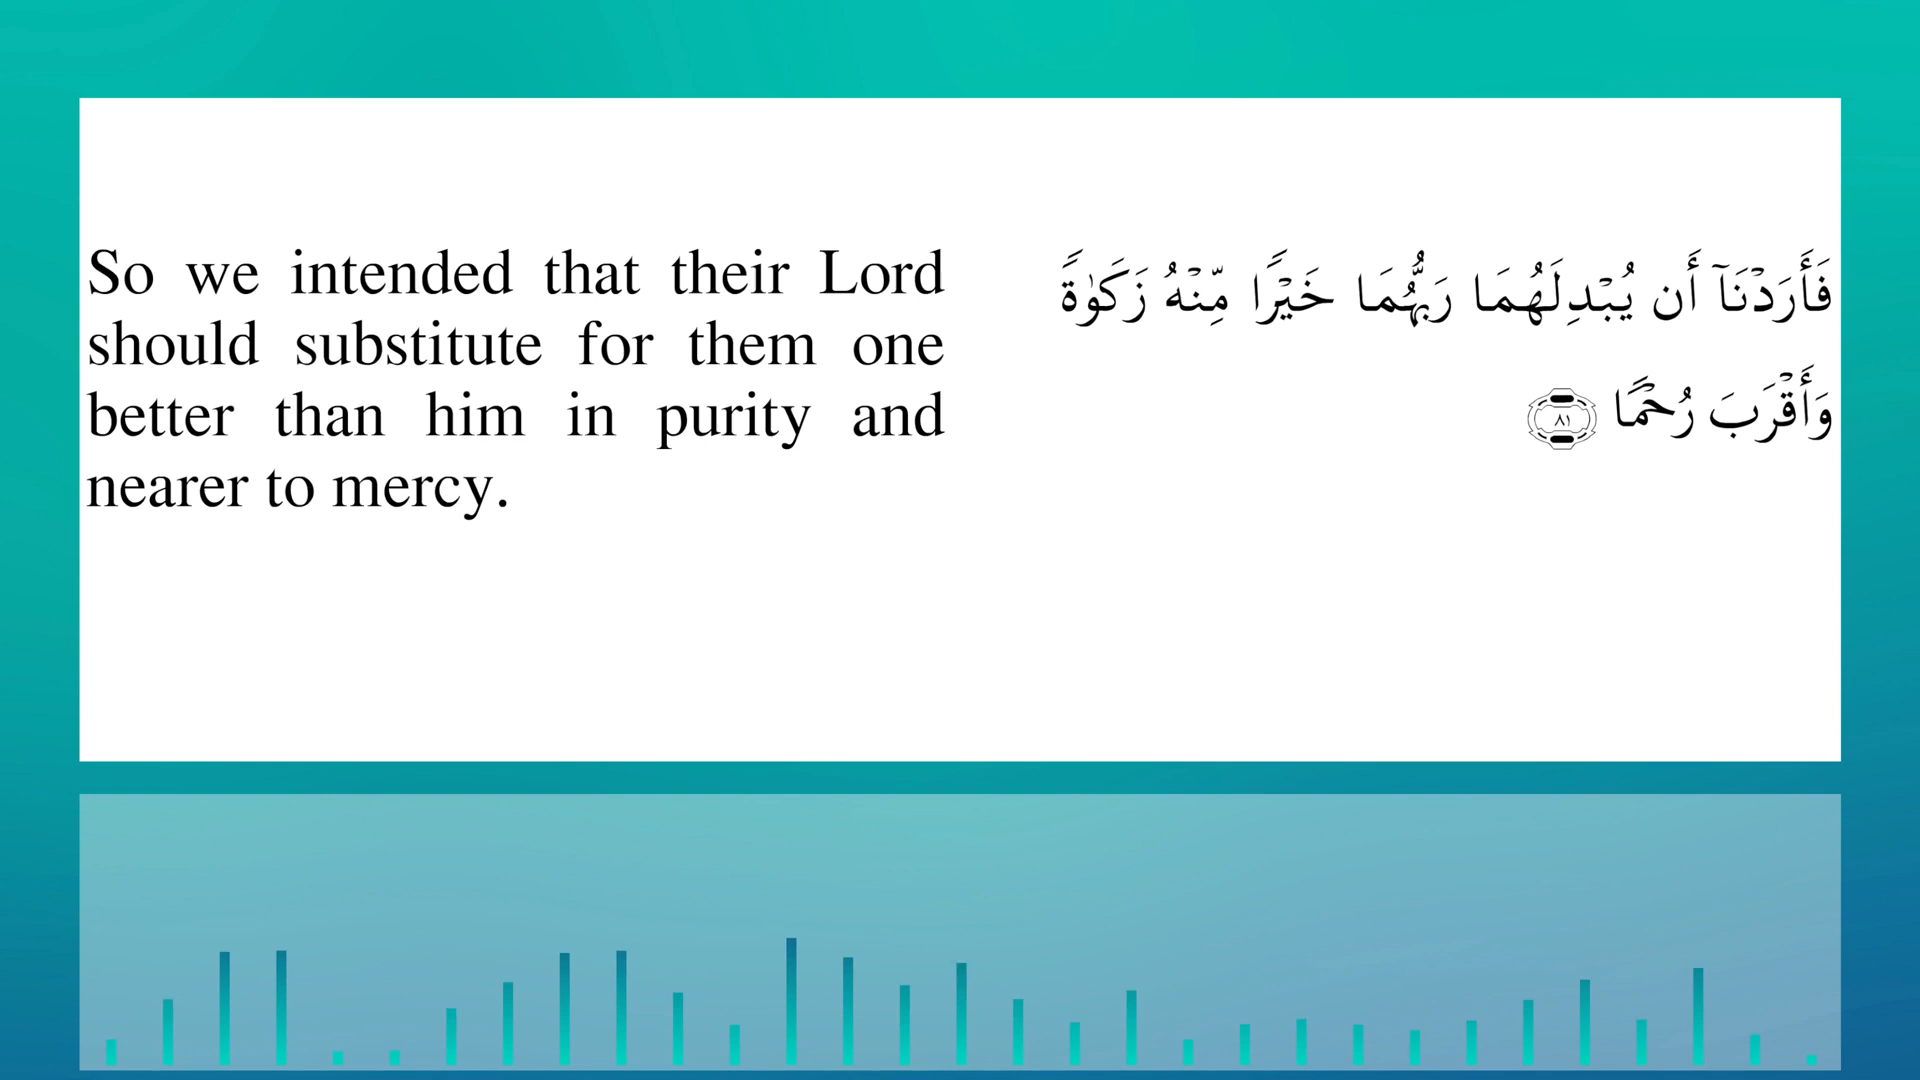 So we intended that their Lord
should substitute for them one
better than him in purity and
nearer to mercy.
فَأَرَدْنَآ أَن يُبْدِلَهُمَا رَبُّهُمَا خَيْرًا مِّنْهُ زَكَوٰةً
وَأَقْرَبَ رُحْمًا ٨١